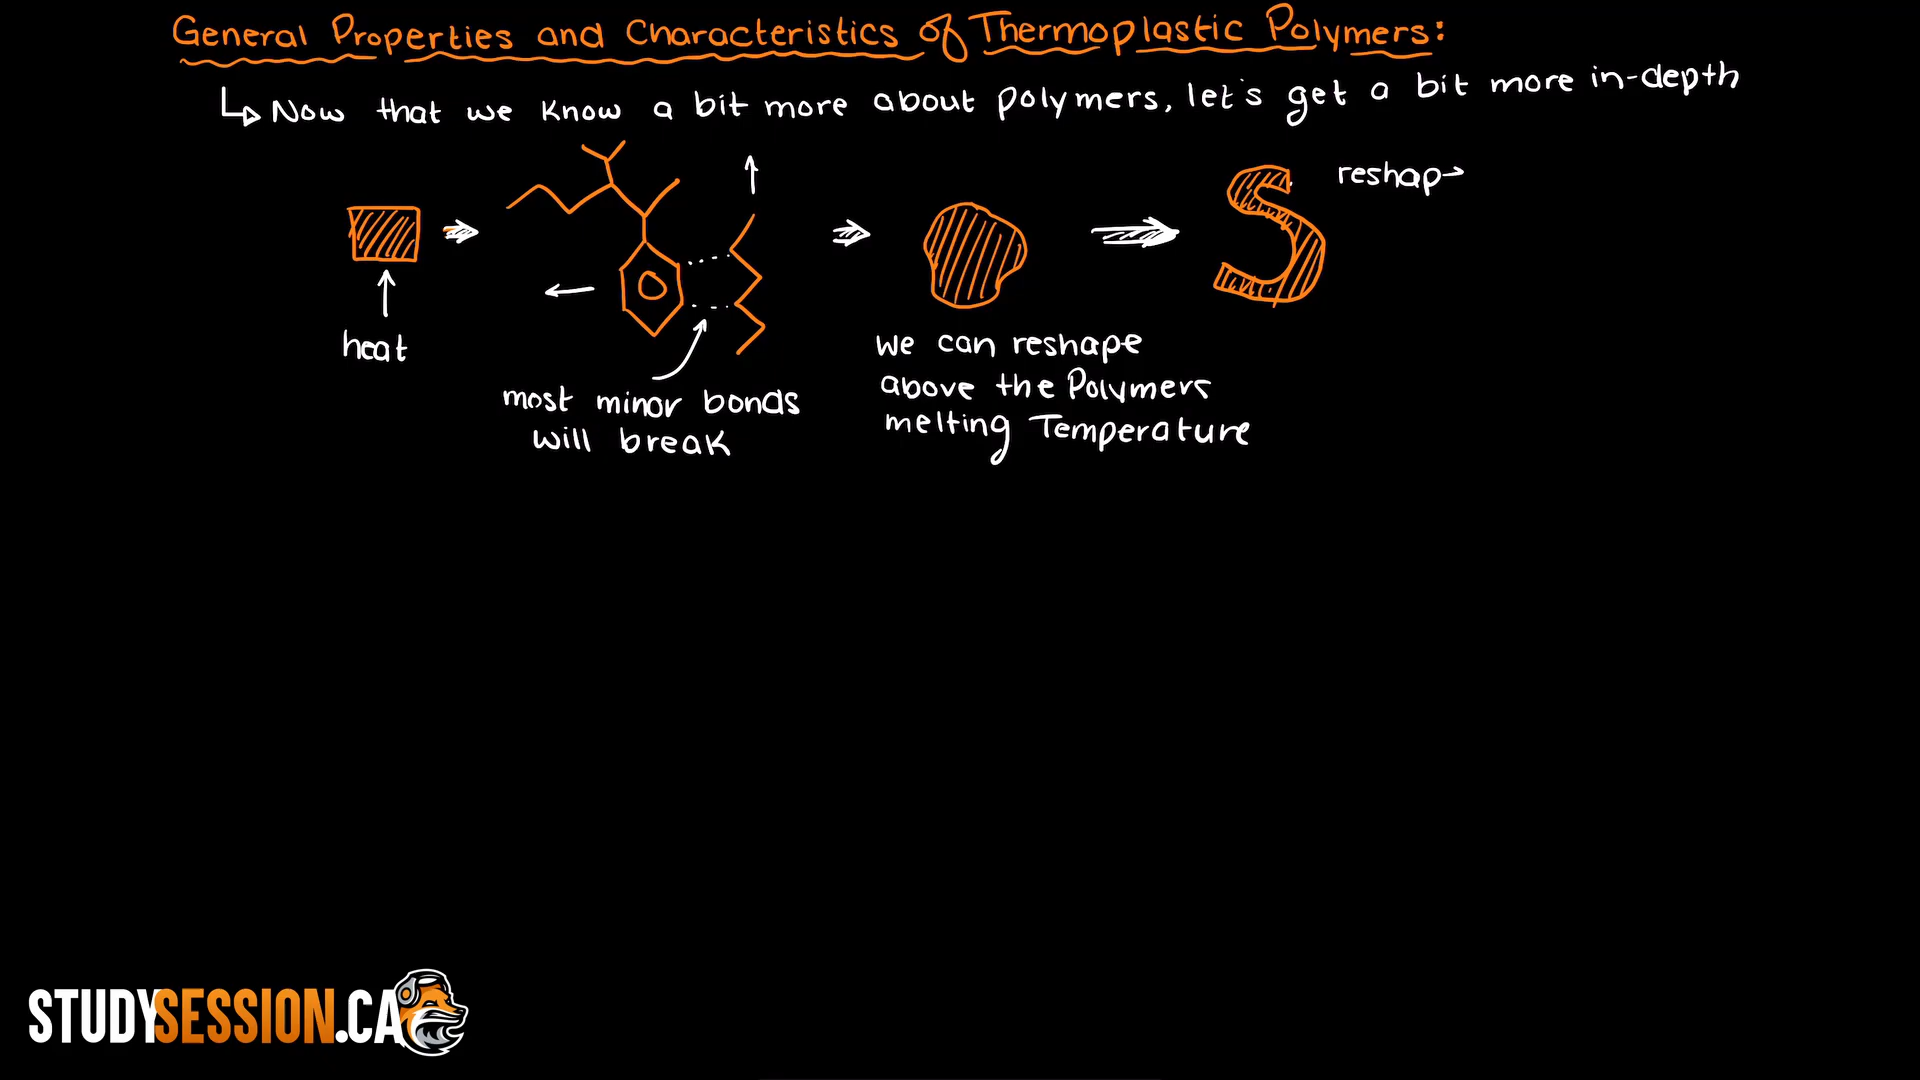 General Properties and Characteristics of Thermoplastic Polymers:
Now that we know a bit more about polymers, let's get a bit more in-depth
reshap
heat
most minor bonds
will break
we can reshape
above the Polymers
melting Temperature
STUDYSESSION.CA